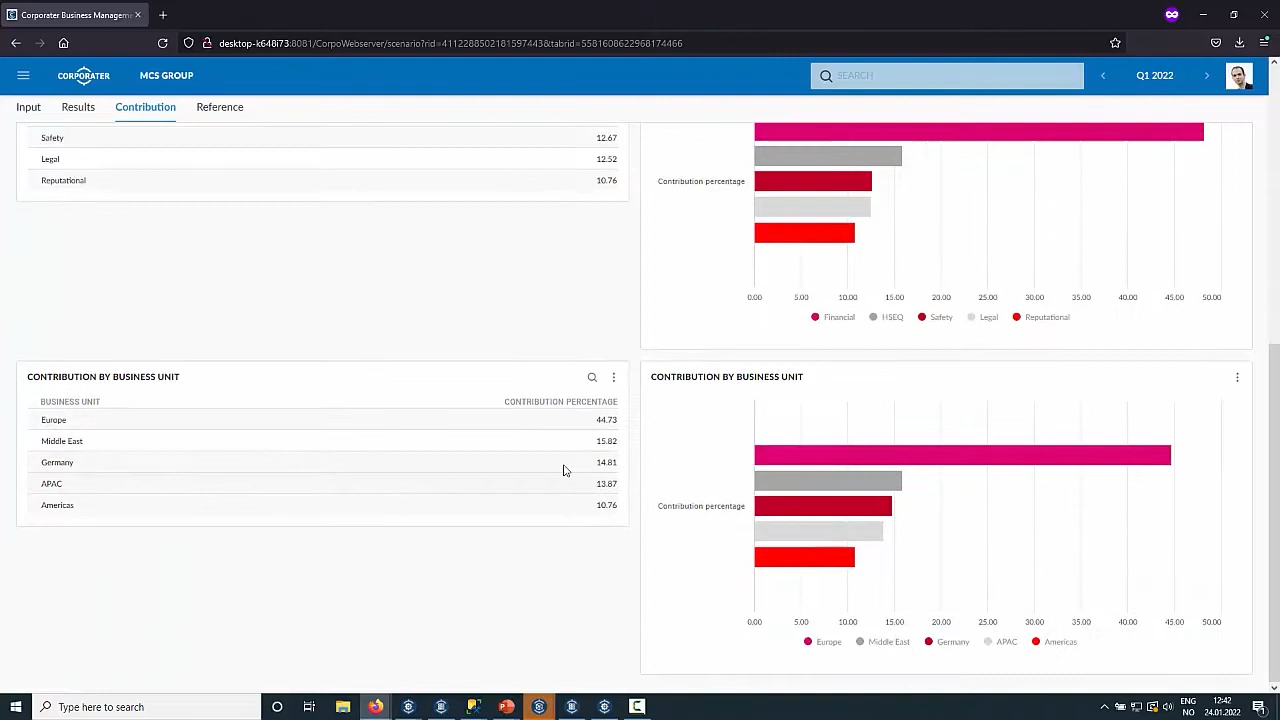 Corporater Business Managem
desktop-k648i73:8081/CorpoWebserver/scenario?rid=4112288502181597443&tabrid=5581608622968174466
CORPORATER
MCS GROUP
SEARCH
Q1 2022
Input
Results
Contribution
Reference
Safety 12.67
Legal 12.52
Reputational 10.76
Contribution percentage
0.00 5.00 10.00 15.00 20.00 25.00 30.00 35.00 40.00 45.00 50.00
Financial HSEQ Safety Legal Reputational
CONTRIBUTION BY BUSINESS UNIT
BUSINESS UNIT CONTRIBUTION PERCENTAGE
Europe 44.73
Middle East 15.82
Germany 14.81
APAC 13.87
Americas 10.76
CONTRIBUTION BY BUSINESS UNIT
Contribution percentage
0.00 5.00 10.00 15.00 20.00 25.00 30.00 35.00 40.00 45.00 50.00
Europe Middle East Germany APAC Americas
Type here to search
ENG
NO
12:42
24.01.2022